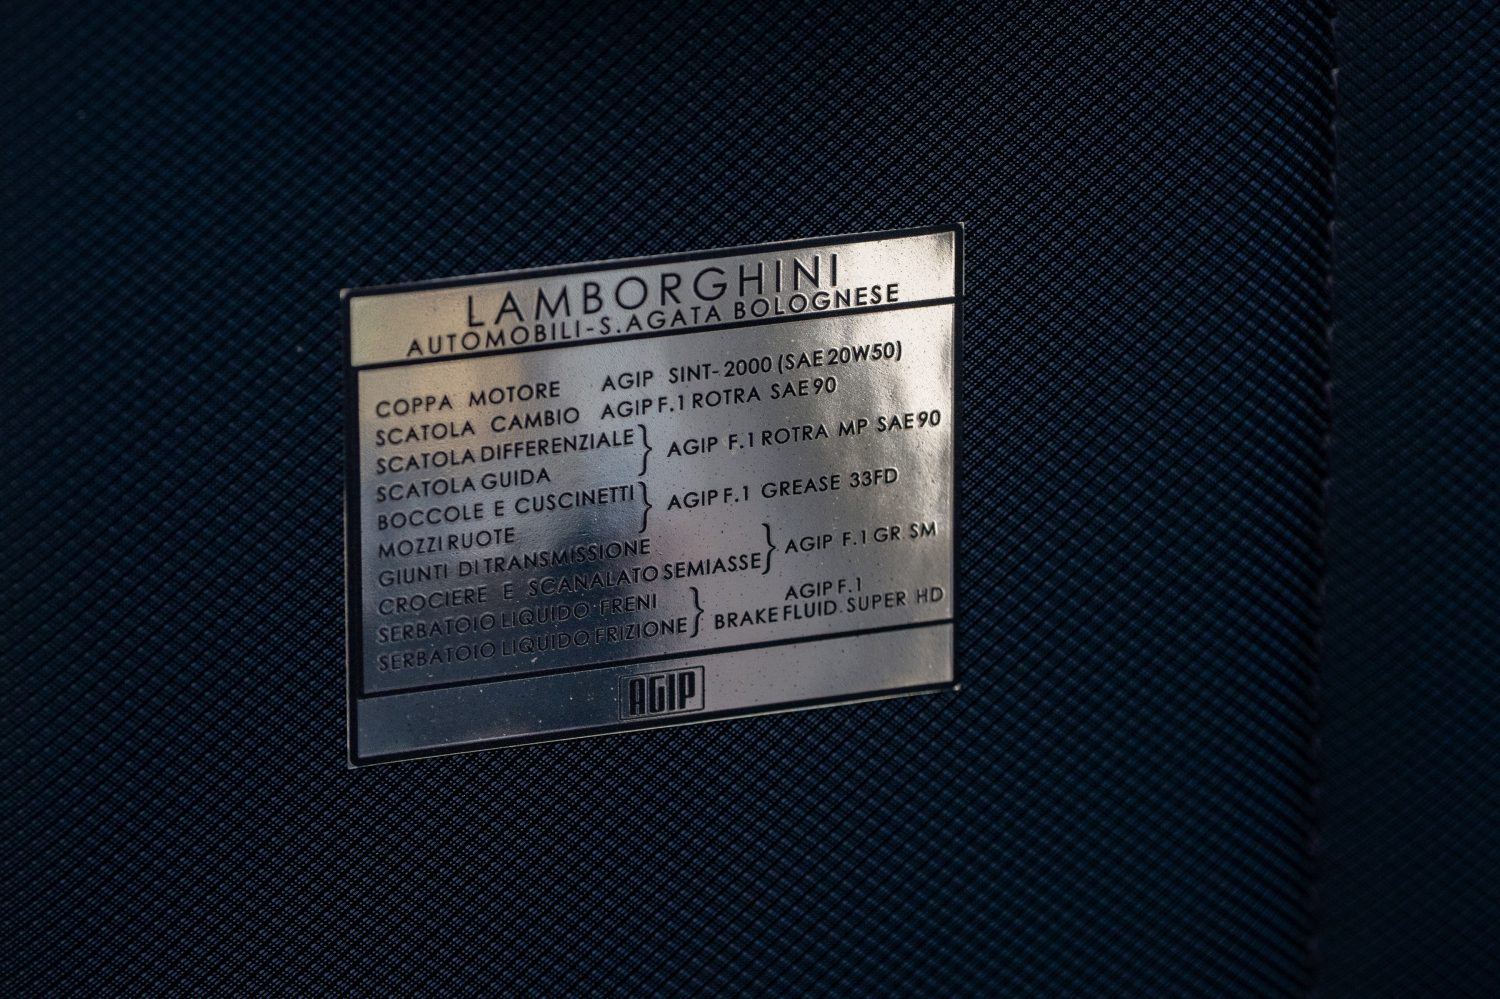 LAMBORGHINI
AUTOMOBILI-S.AGATA BOLOGNESE
COPPA MOTORE AGIP SINT-2000 (SAE 20W50)
SCATOLA CAMBIO AGIP F.1 ROTRA SAE 90
SCATOLA DIFFERENZIALE
SCATOLA GUIDA
} AGIP F.1 ROTRA MP SAE 90
BOCCOLE E CUSCINETTI
MOZZI RUOTE
} AGIP F.1 GREASE 33FD
GIUNTI DI TRANSMISSIONE
CROCIERE E SCANALATO SEMIASSE
} AGIP F.1 GR SM
SERBATOIO LIQUIDO FRENI
SERBATOIO LIQUIDO FRIZIONE
} AGIP F.1
BRAKE FLUID. SUPER HD
AGIP